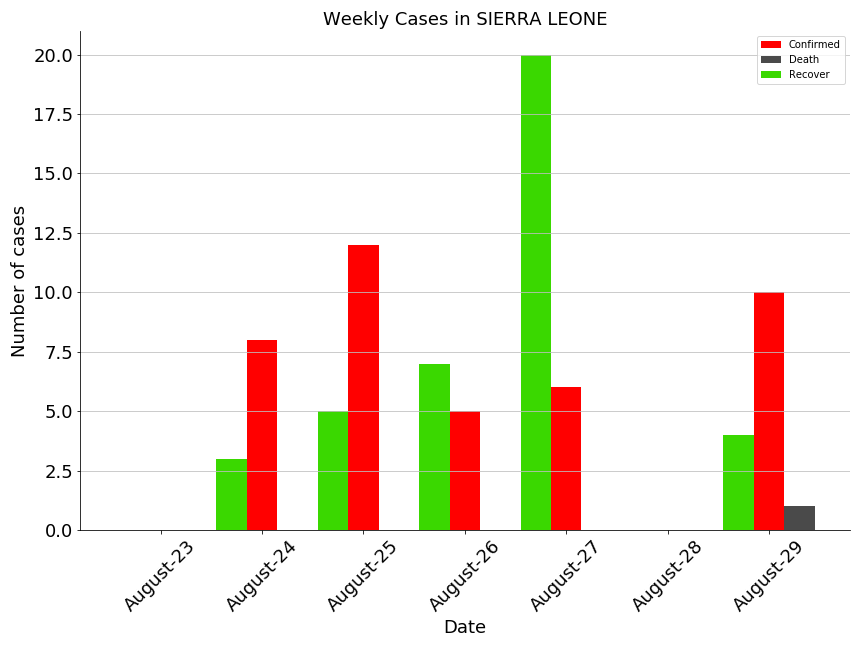 Weekly Cases in SIERRA LEONE
Confirmed
Death
Recover
Number of cases
20.0
17.5
15.0
12.5
10.0
7.5
5.0
2.5
0.0
August-23
August-24
August-25
August-26
August-27
August-28
August-29
Date